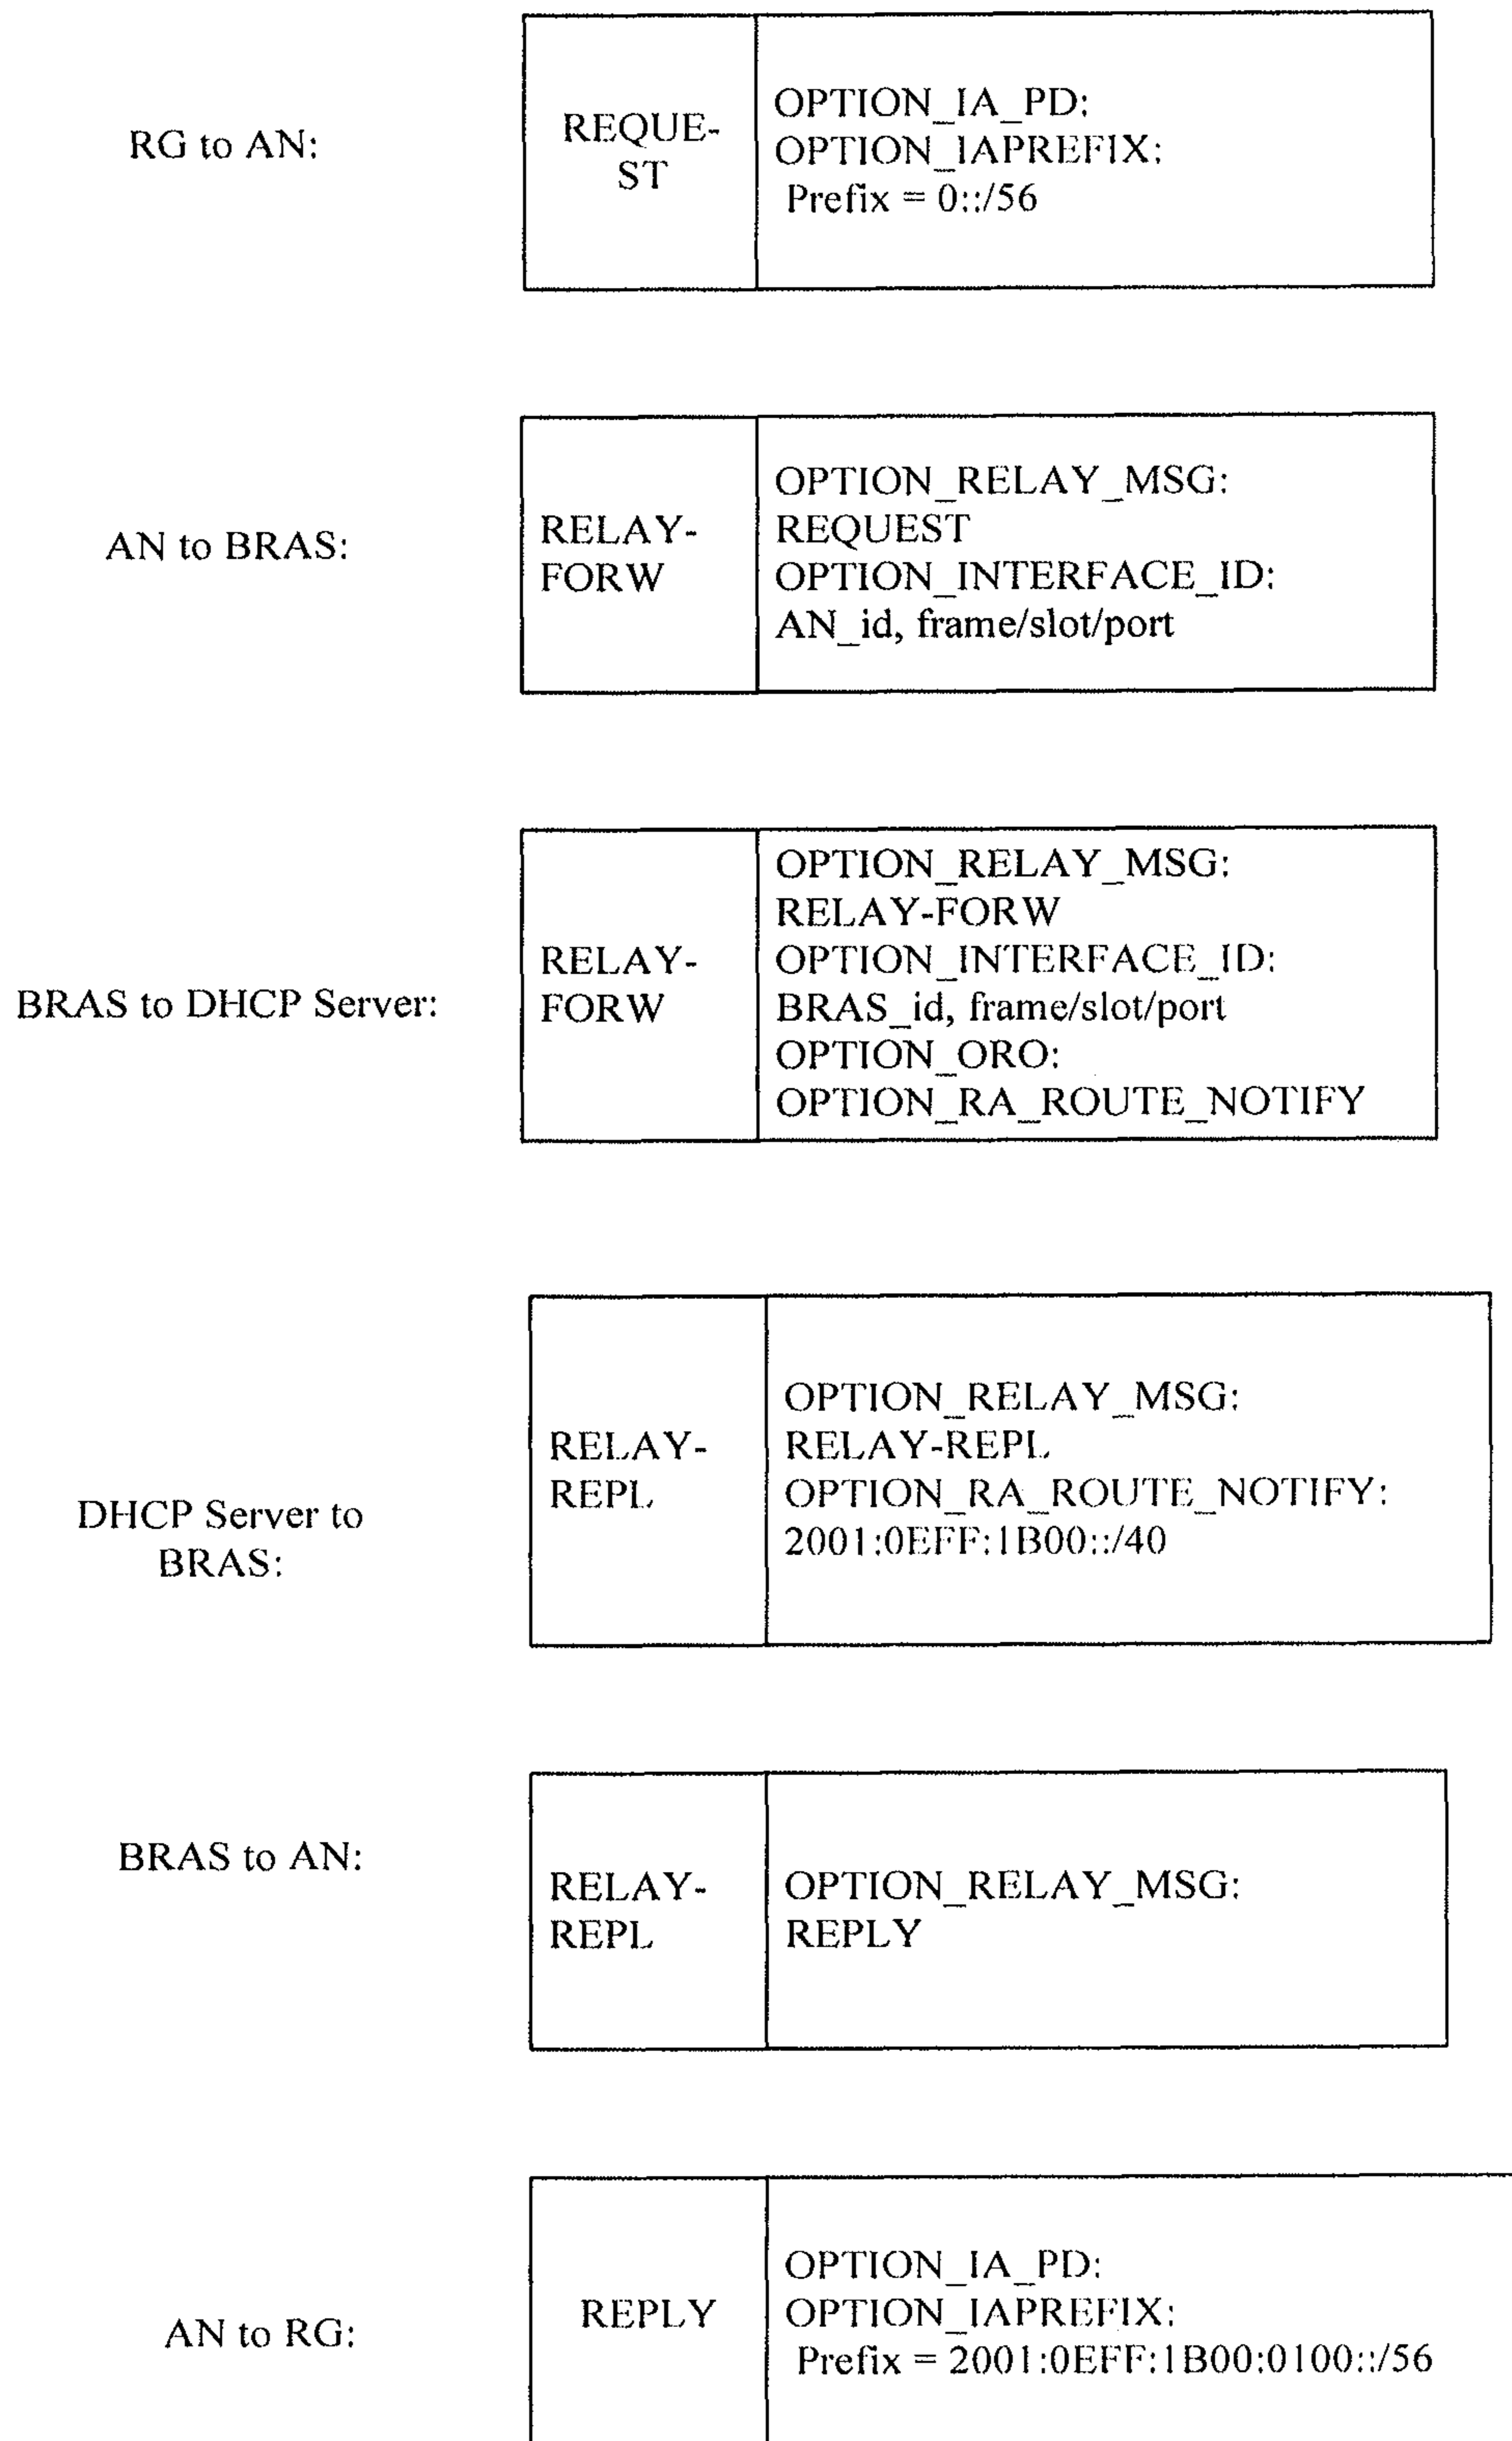 RG to AN:
REQUE-
ST
OPTION_IA_PD:
OPTION_IAPREFIX:
Prefix = 0::/56
AN to BRAS:
RELAY-
FORW
OPTION_RELAY_MSG:
REQUEST
OPTION_INTERFACE_ID:
AN_id, frame/slot/port
BRAS to DHCP Server:
RELAY-
FORW
OPTION_RELAY_MSG:
RELAY-FORW
OPTION_INTERFACE_ID:
BRAS_id, frame/slot/port
OPTION_ORO:
OPTION_RA_ROUTE_NOTIFY
DHCP Server to
BRAS:
RELAY-
REPL
OPTION_RELAY_MSG:
RELAY-REPL
OPTION_RA_ROUTE_NOTIFY:
2001:0EFF:1B00::/40
BRAS to AN:
RELAY-
REPL
OPTION_RELAY_MSG:
REPLY
AN to RG:
REPLY
OPTION_IA_PD:
OPTION_IAPREFIX:
Prefix = 2001:0EFF:1B00:0100::/56